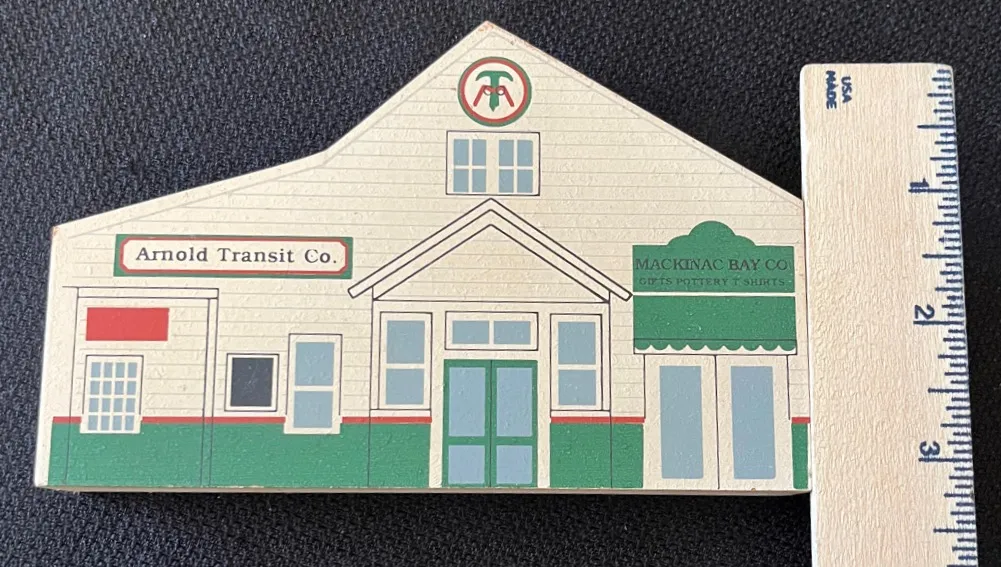 Arnold Transit Co.
MACKINAC BAY CO
GIFTS POTTERY T SHIRTS
USA
MADE
1
2
3